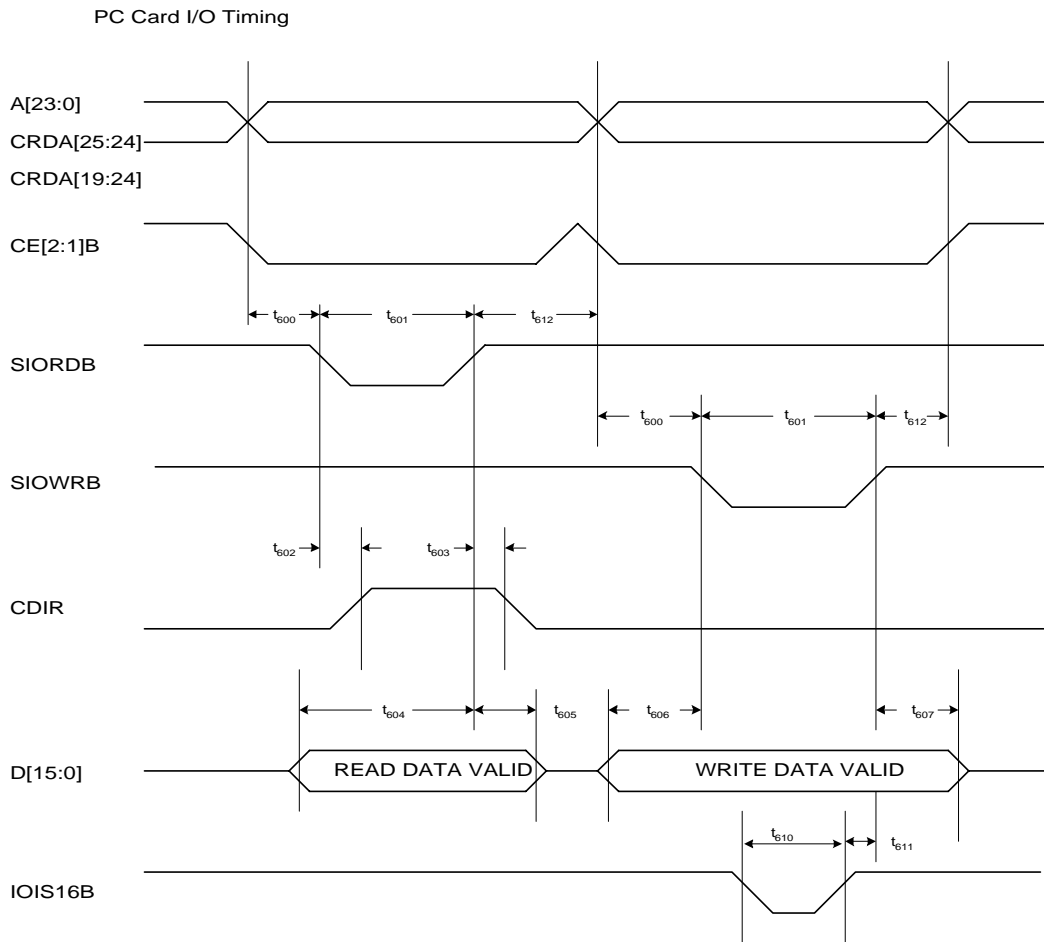 PC Card I/O Timing
A[23:0]
CRDA[25:24]
CRDA[19:24]
CE[2:1]B
t600 t601 t612
SIORDB
t600 t601 t612
SIOWRB
t602 t603
CDIR
t604 t605 t606 t607
D[15:0] READ DATA VALID WRITE DATA VALID
t610 t611
IOIS16B